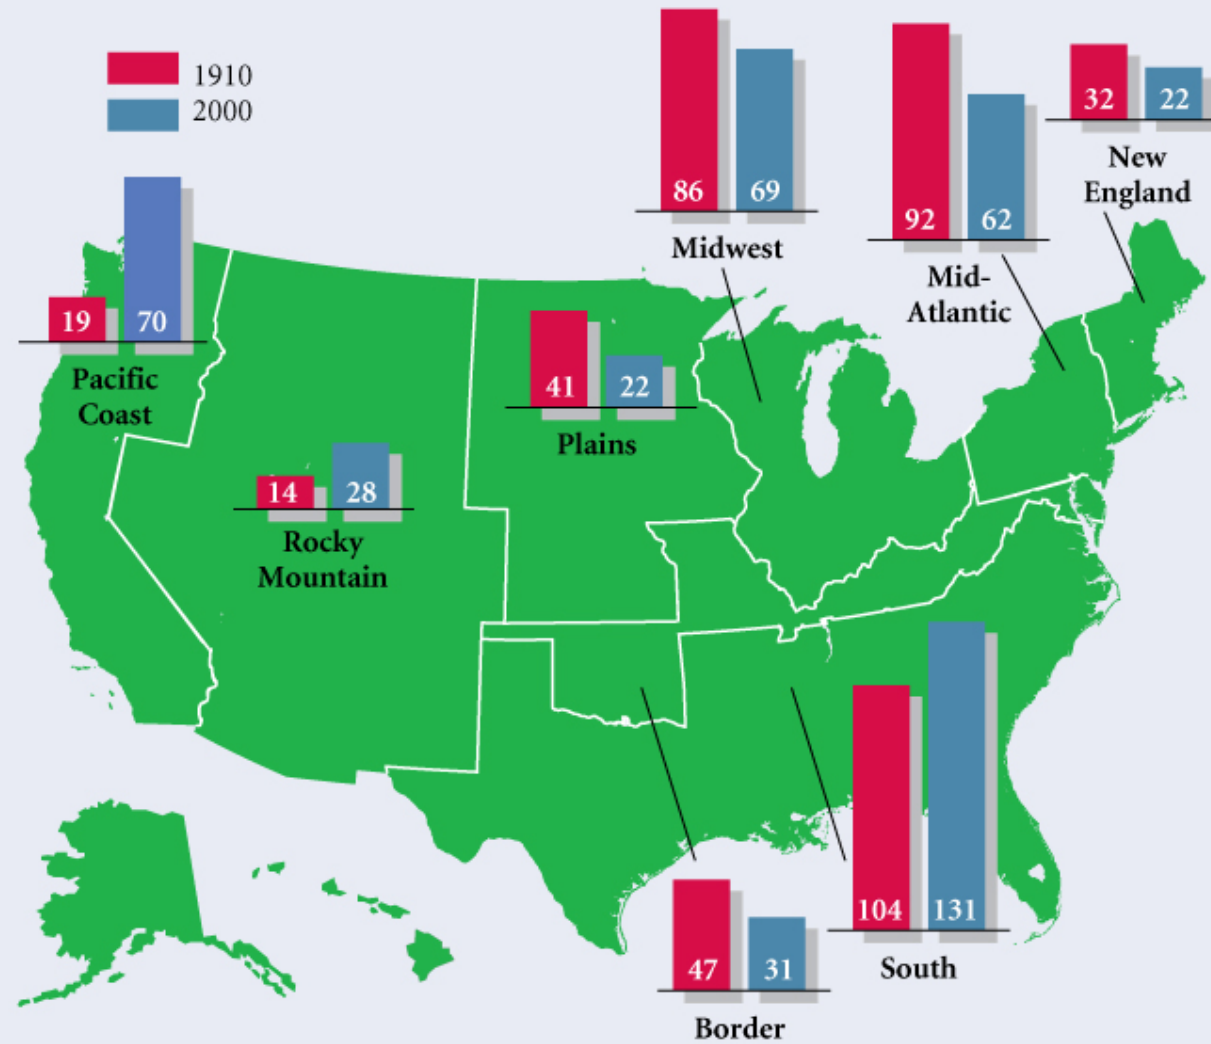 1910
2000
86 69
Midwest
92 62
Mid-
Atlantic
32 22
New
England
19 70
Pacific
Coast
41 22
Plains
14 28
Rocky
Mountain
104 131
South
47 31
Border